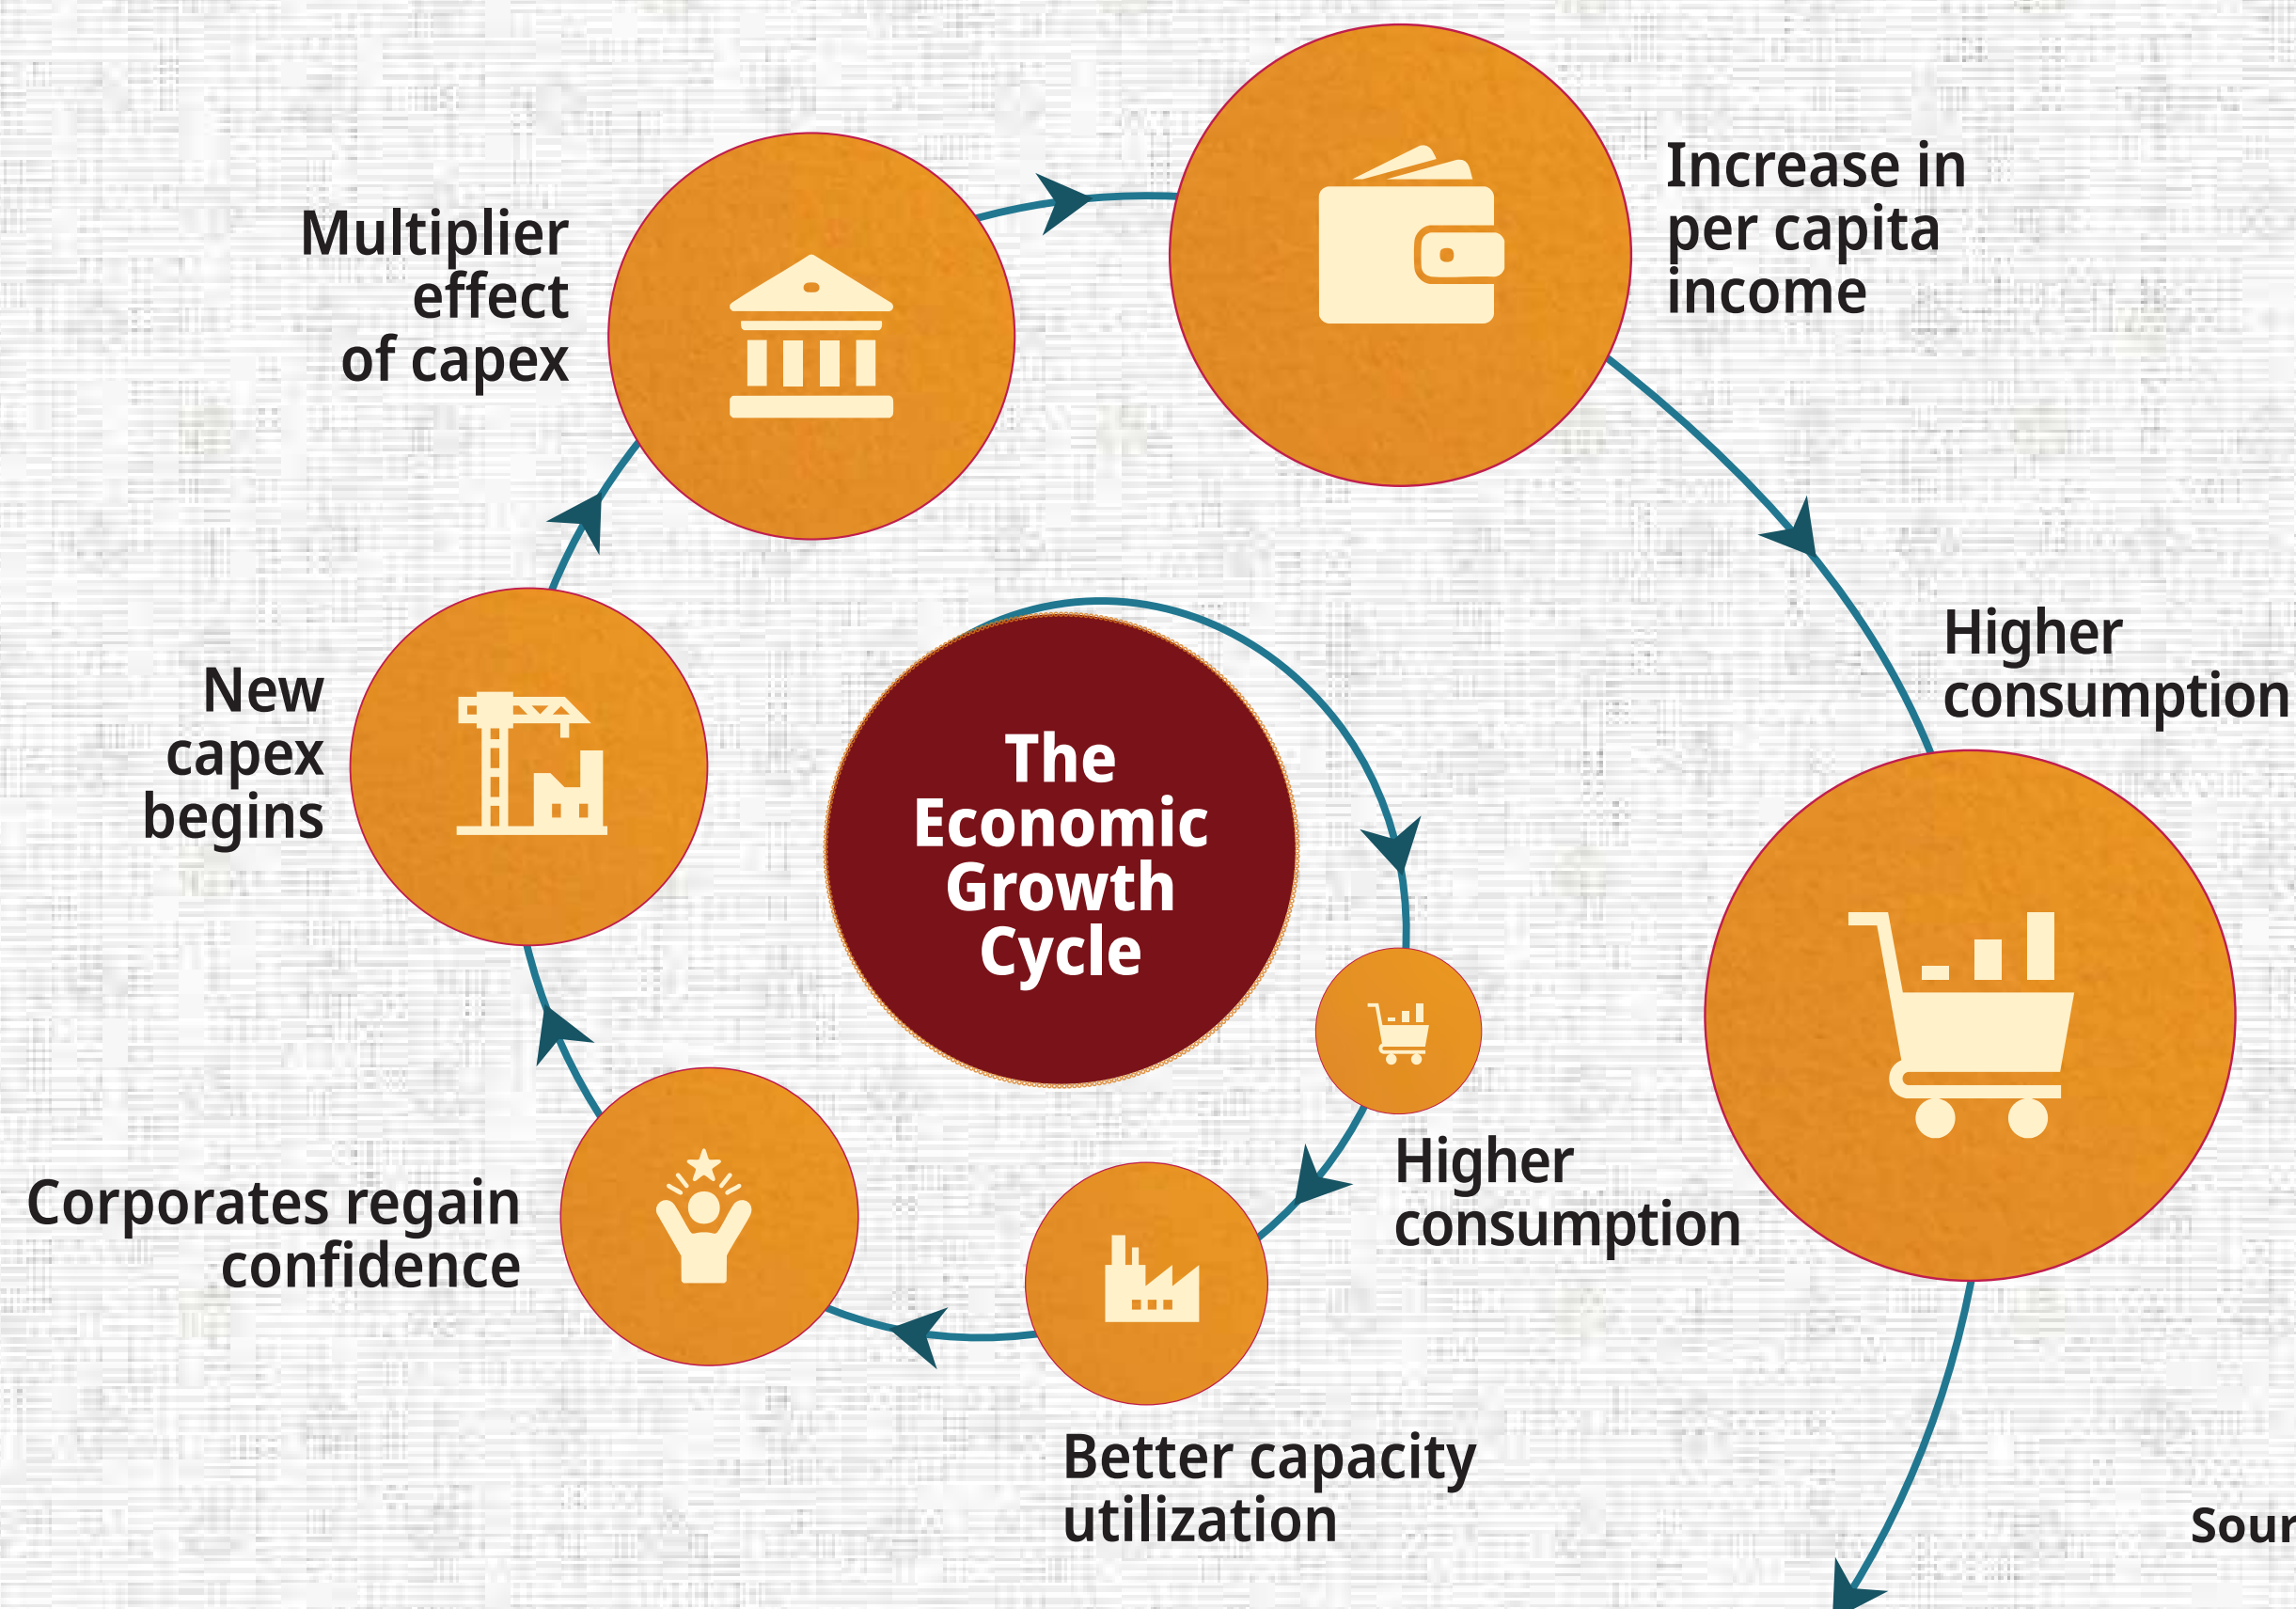 The
Economic
Growth
Cycle
Higher
consumption
Better capacity
utilization
Corporates regain
confidence
New
capex
begins
Multiplier
effect
of capex
Increase in
per capita
income
Higher
consumption
Sour